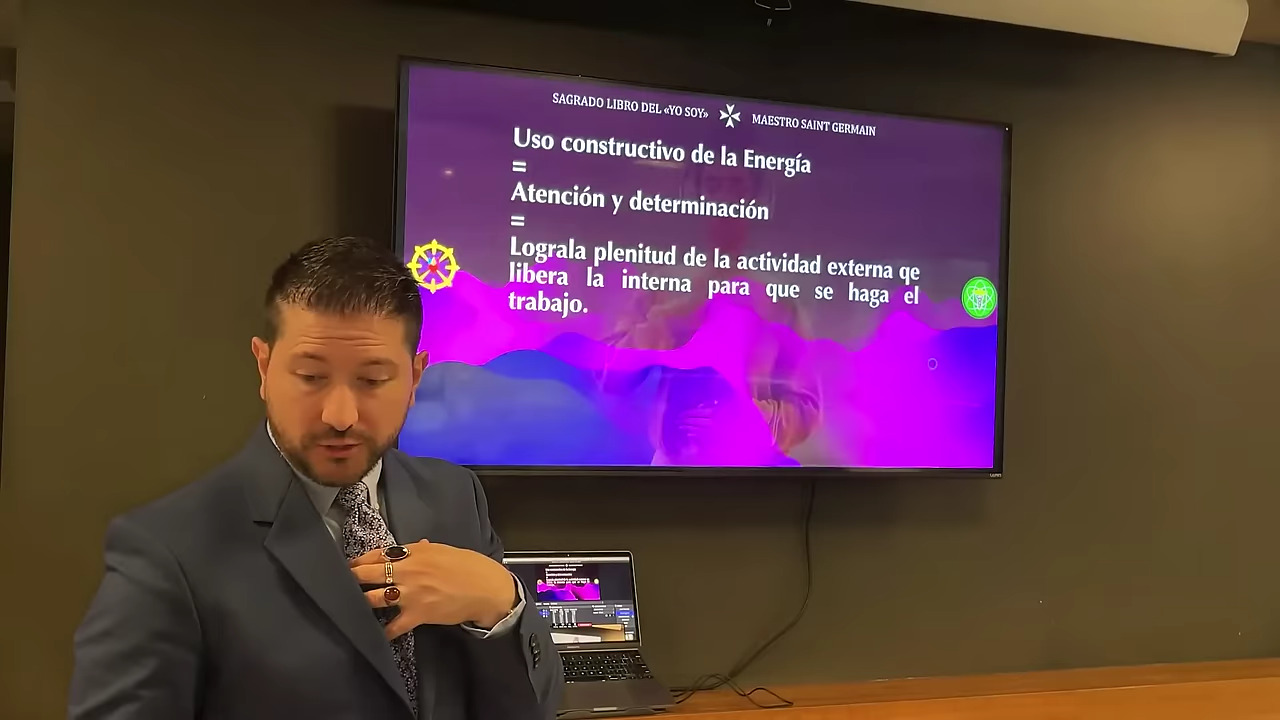 SAGRADO LIBRO DEL «YO SOY» MAESTRO SAINT GERMAIN
Uso constructivo de la Energía
=
Atención y determinación
=
Lograla plenitud de la actividad externa qe
libera la interna para que se haga el
trabajo.